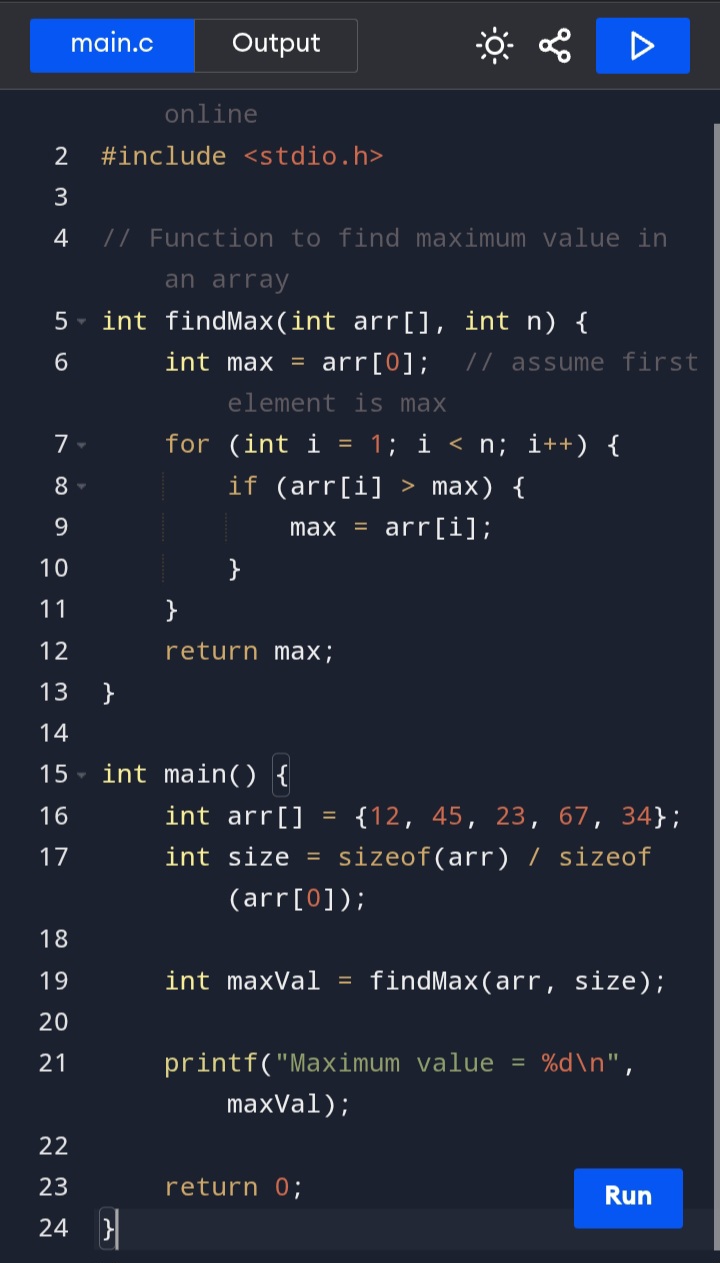 main.c Output
online
2 #include <stdio.h>
3
4 // Function to find maximum value in
an array
5 int findMax(int arr[], int n) {
6     int max = arr[0];  // assume first
element is max
7     for (int i = 1; i < n; i++) {
8         if (arr[i] > max) {
9             max = arr[i];
10         }
11     }
12     return max;
13 }
14
15 int main() {
16     int arr[] = {12, 45, 23, 67, 34};
17     int size = sizeof(arr) / sizeof
(arr[0]);
18
19     int maxVal = findMax(arr, size);
20
21     printf("Maximum value = %d\n",
maxVal);
22
23     return 0;
Run
24 }